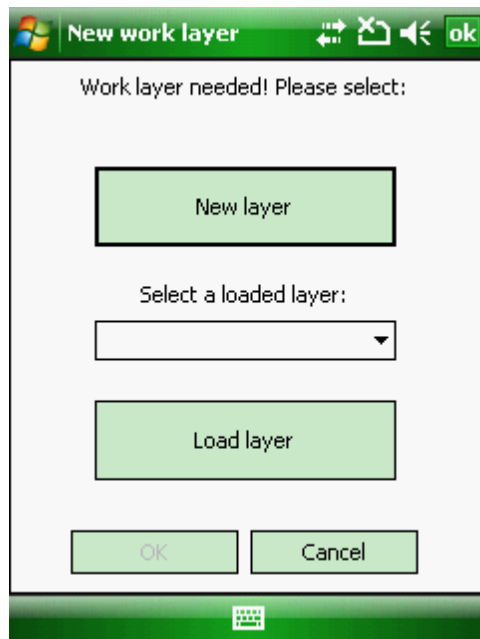 New work layer
ok
Work layer needed! Please select:
New layer
Select a loaded layer:
Load layer
OK
Cancel